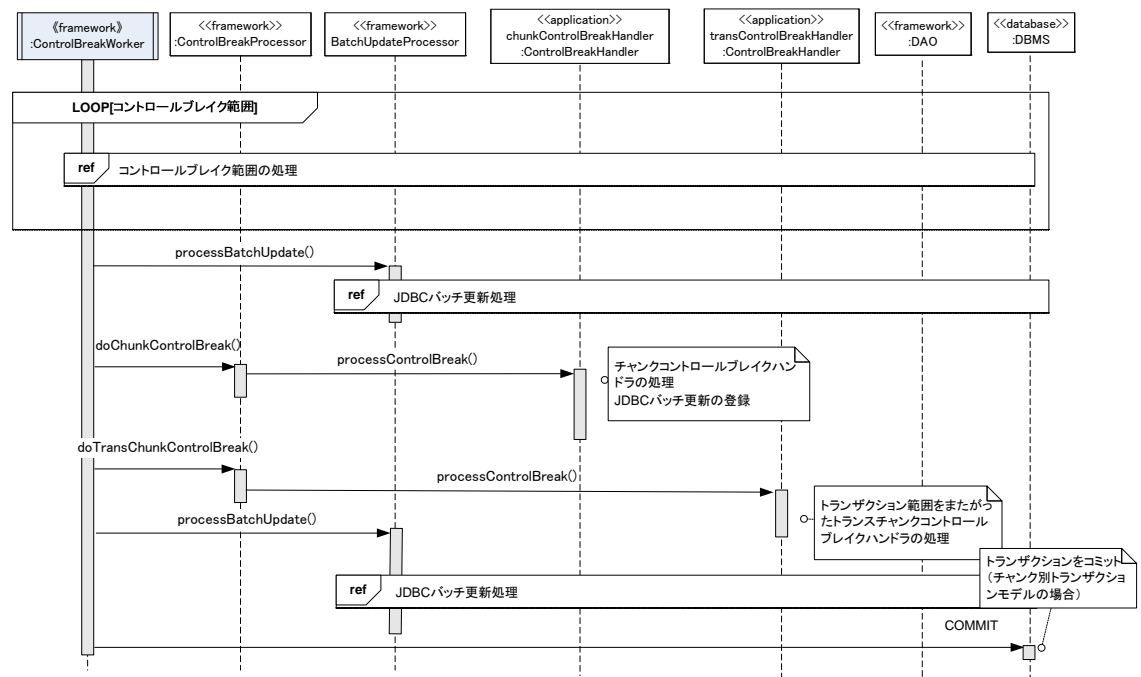 《framework》
:ControlBreakWorker
<<framework>>
:ControlBreakProcessor
<<framework>>
BatchUpdateProcessor
<<application>>
chunkControlBreakHandler
:ControlBreakHandler
<<application>>
transControlBreakHandler
:ControlBreakHandler
<<framework>>
:DAO
<<database>>
:DBMS
LOOP[コントロールブレイク範囲]
ref コントロールブレイク範囲の処理
processBatchUpdate()
ref JDBCバッチ更新処理
doChunkControlBreak()
processControlBreak()
チャンクコントロールブレイクハン
ドラの処理
JDBCバッチ更新の登録
doTransChunkControlBreak()
processControlBreak()
トランザクション範囲をまたがっ
たトランスチャンクコントロール
ブレイクハンドラの処理
processBatchUpdate()
トランザクションをコミット
(チャンク別トランザクショ
ンモデルの場合)
ref JDBCバッチ更新処理
COMMIT